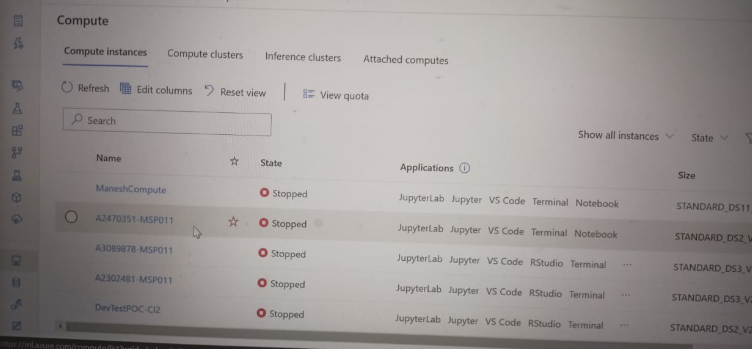 Compute
Compute instances Compute clusters Inference clusters Attached computes
Refresh Edit columns Reset view View quota
Search
Show all instances State
Name State Applications Size
ManeshCompute Stopped JupyterLab Jupyter VS Code Terminal Notebook STANDARD_DS11
A2470351-MSP011 Stopped JupyterLab Jupyter VS Code Terminal Notebook STANDARD_DS2_V
A3089878-MSP011 Stopped JupyterLab Jupyter VS Code RStudio Terminal ... STANDARD_DS3_V
A2302481-MSP011 Stopped JupyterLab Jupyter VS Code RStudio Terminal ... STANDARD_DS3_V2
DevTestPOC-CI2 Stopped JupyterLab Jupyter VS Code RStudio Terminal ... STANDARD_DS2_V2